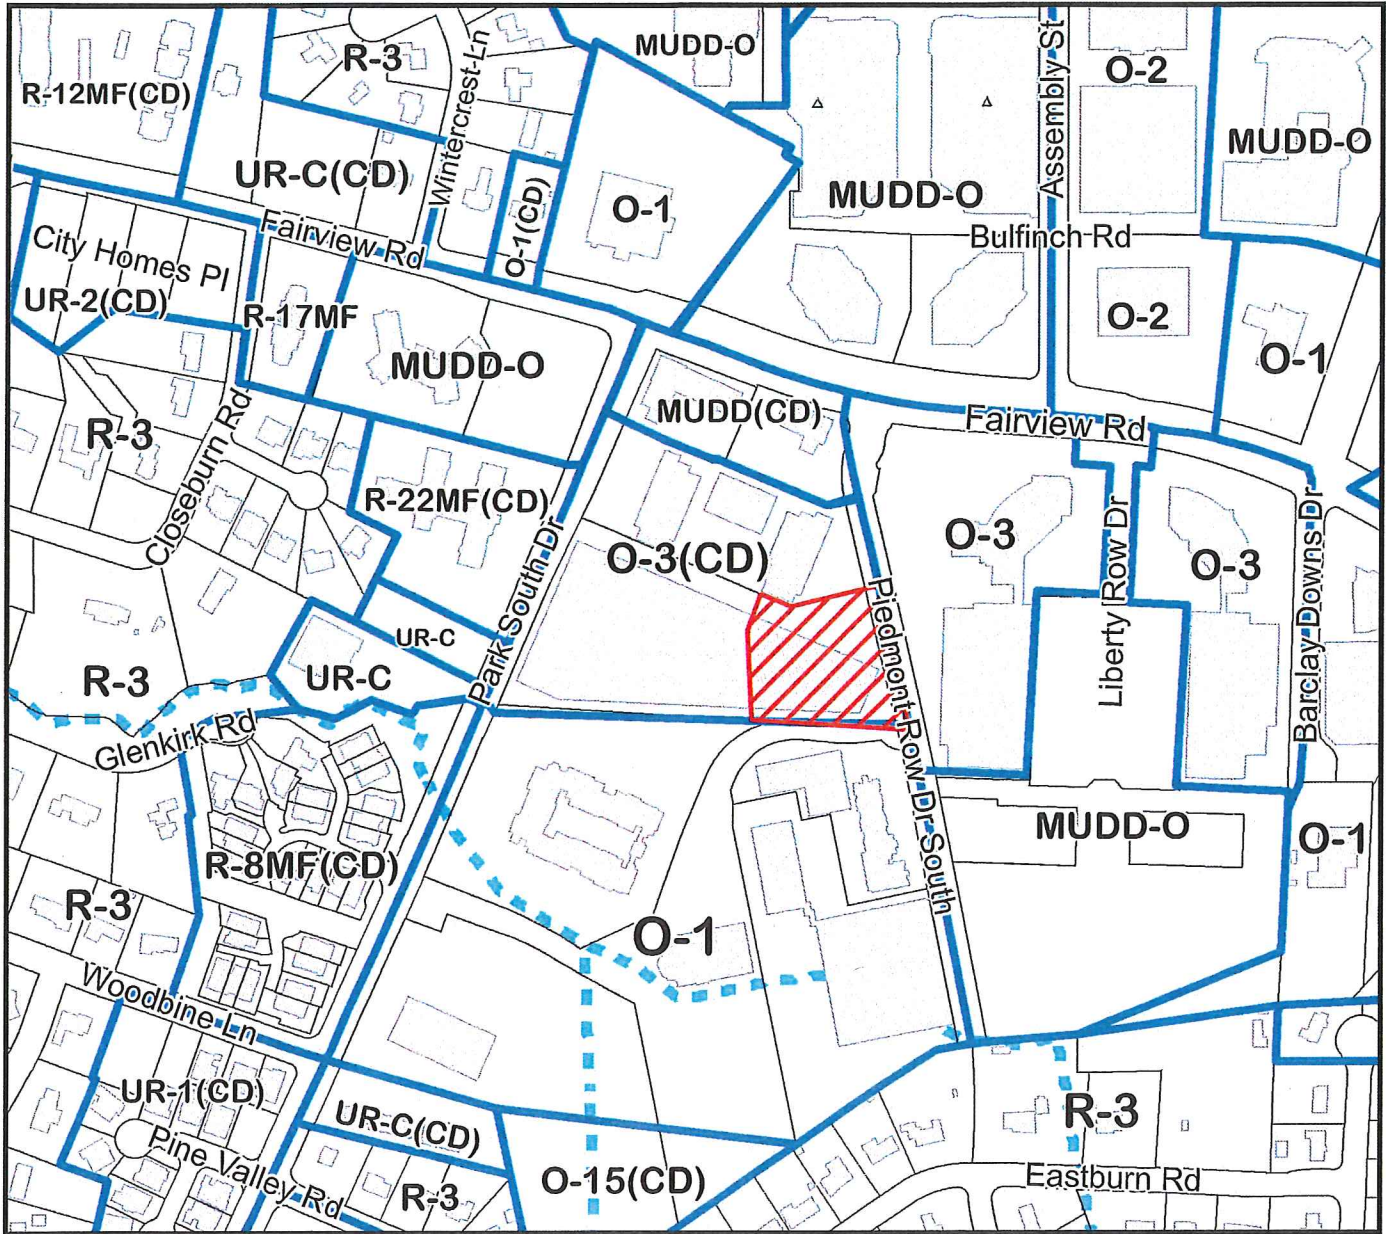 R-12MF(CD)
R-3
Wintercrest Ln
MUDD-O
Assembly St
O-2
MUDD-O
UR-C(CD)
O-1(CD)
O-1
MUDD-O
Bulfinch Rd
Fairview Rd
City Homes Pl
UR-2(CD)
R-17MF
MUDD-O
O-2
O-1
MUDD(CD)
Fairview Rd
R-3
Closeburn Rd
R-22MF(CD)
Park South Dr
O-3(CD)
O-3
Liberty Row Dr
O-3
Barclay Downs Dr
Piedmont Row Dr South
UR-C
UR-C
R-3
Glenkirk Rd
R-8MF(CD)
MUDD-O
O-1
R-3
O-1
Woodbine Ln
UR-1(CD)
UR-C(CD)
R-3
Pine Valley Rd
R-3
O-15(CD)
Eastburn Rd